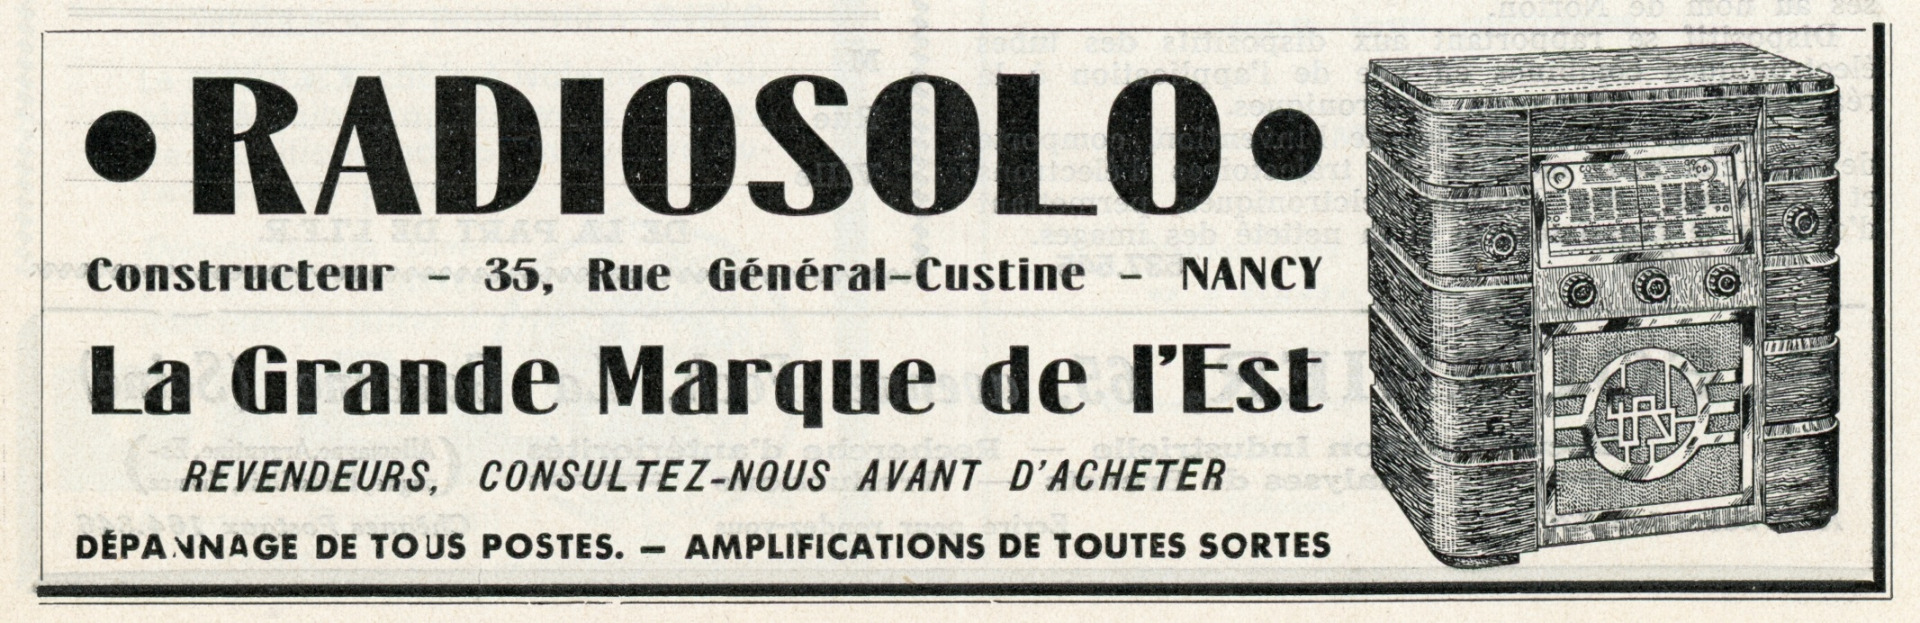 • RADIOSOLO •
Constructeur - 35, Rue Général-Custine - NANCY
La Grande Marque de l'Est
REVENDEURS, CONSULTEZ-NOUS AVANT D'ACHETER
DÉPANNAGE DE TOUS POSTES. — AMPLIFICATIONS DE TOUTES SORTES